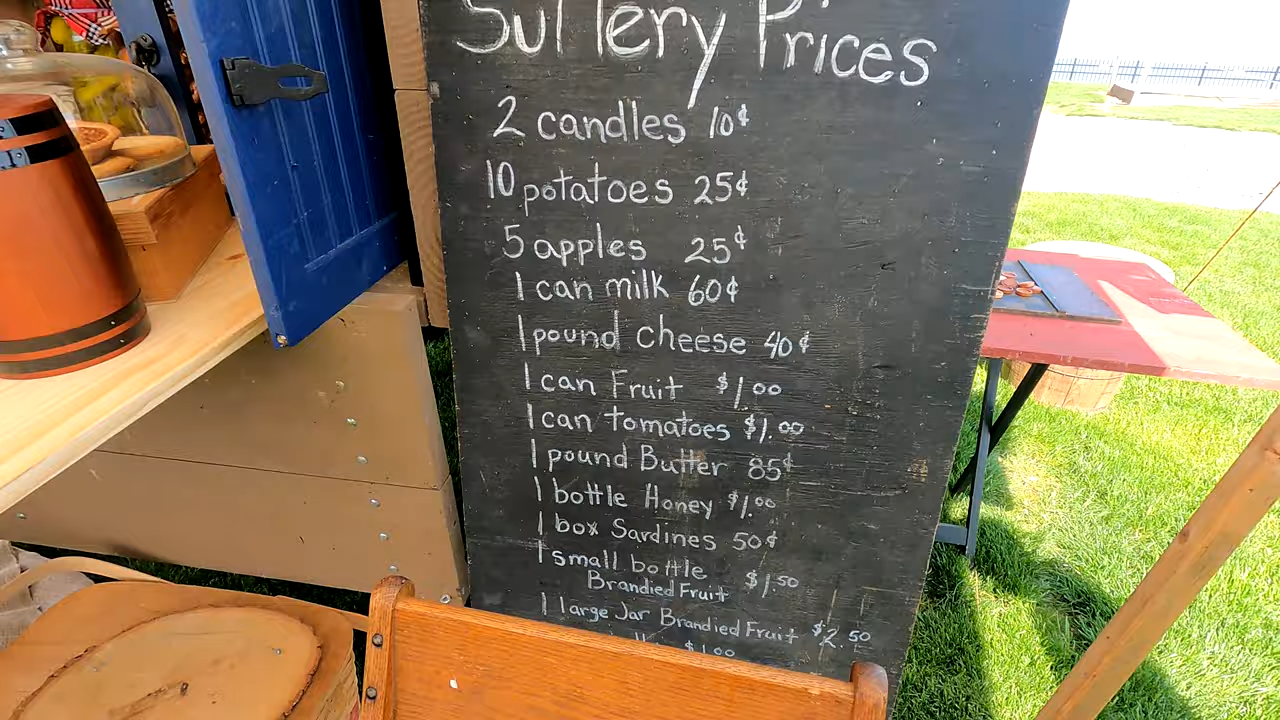 Sutlery Prices
2 candles 10¢
10 potatoes 25¢
5 apples 25¢
1 can milk 60¢
1 pound cheese 40¢
1 can Fruit $1.00
1 can tomatoes $1.00
1 pound Butter 85¢
1 bottle Honey $1.00
1 box Sardines 50¢
1 small bottle $1.50
Brandied Fruit
1 large Jar Brandied Fruit $2.50
$1.00